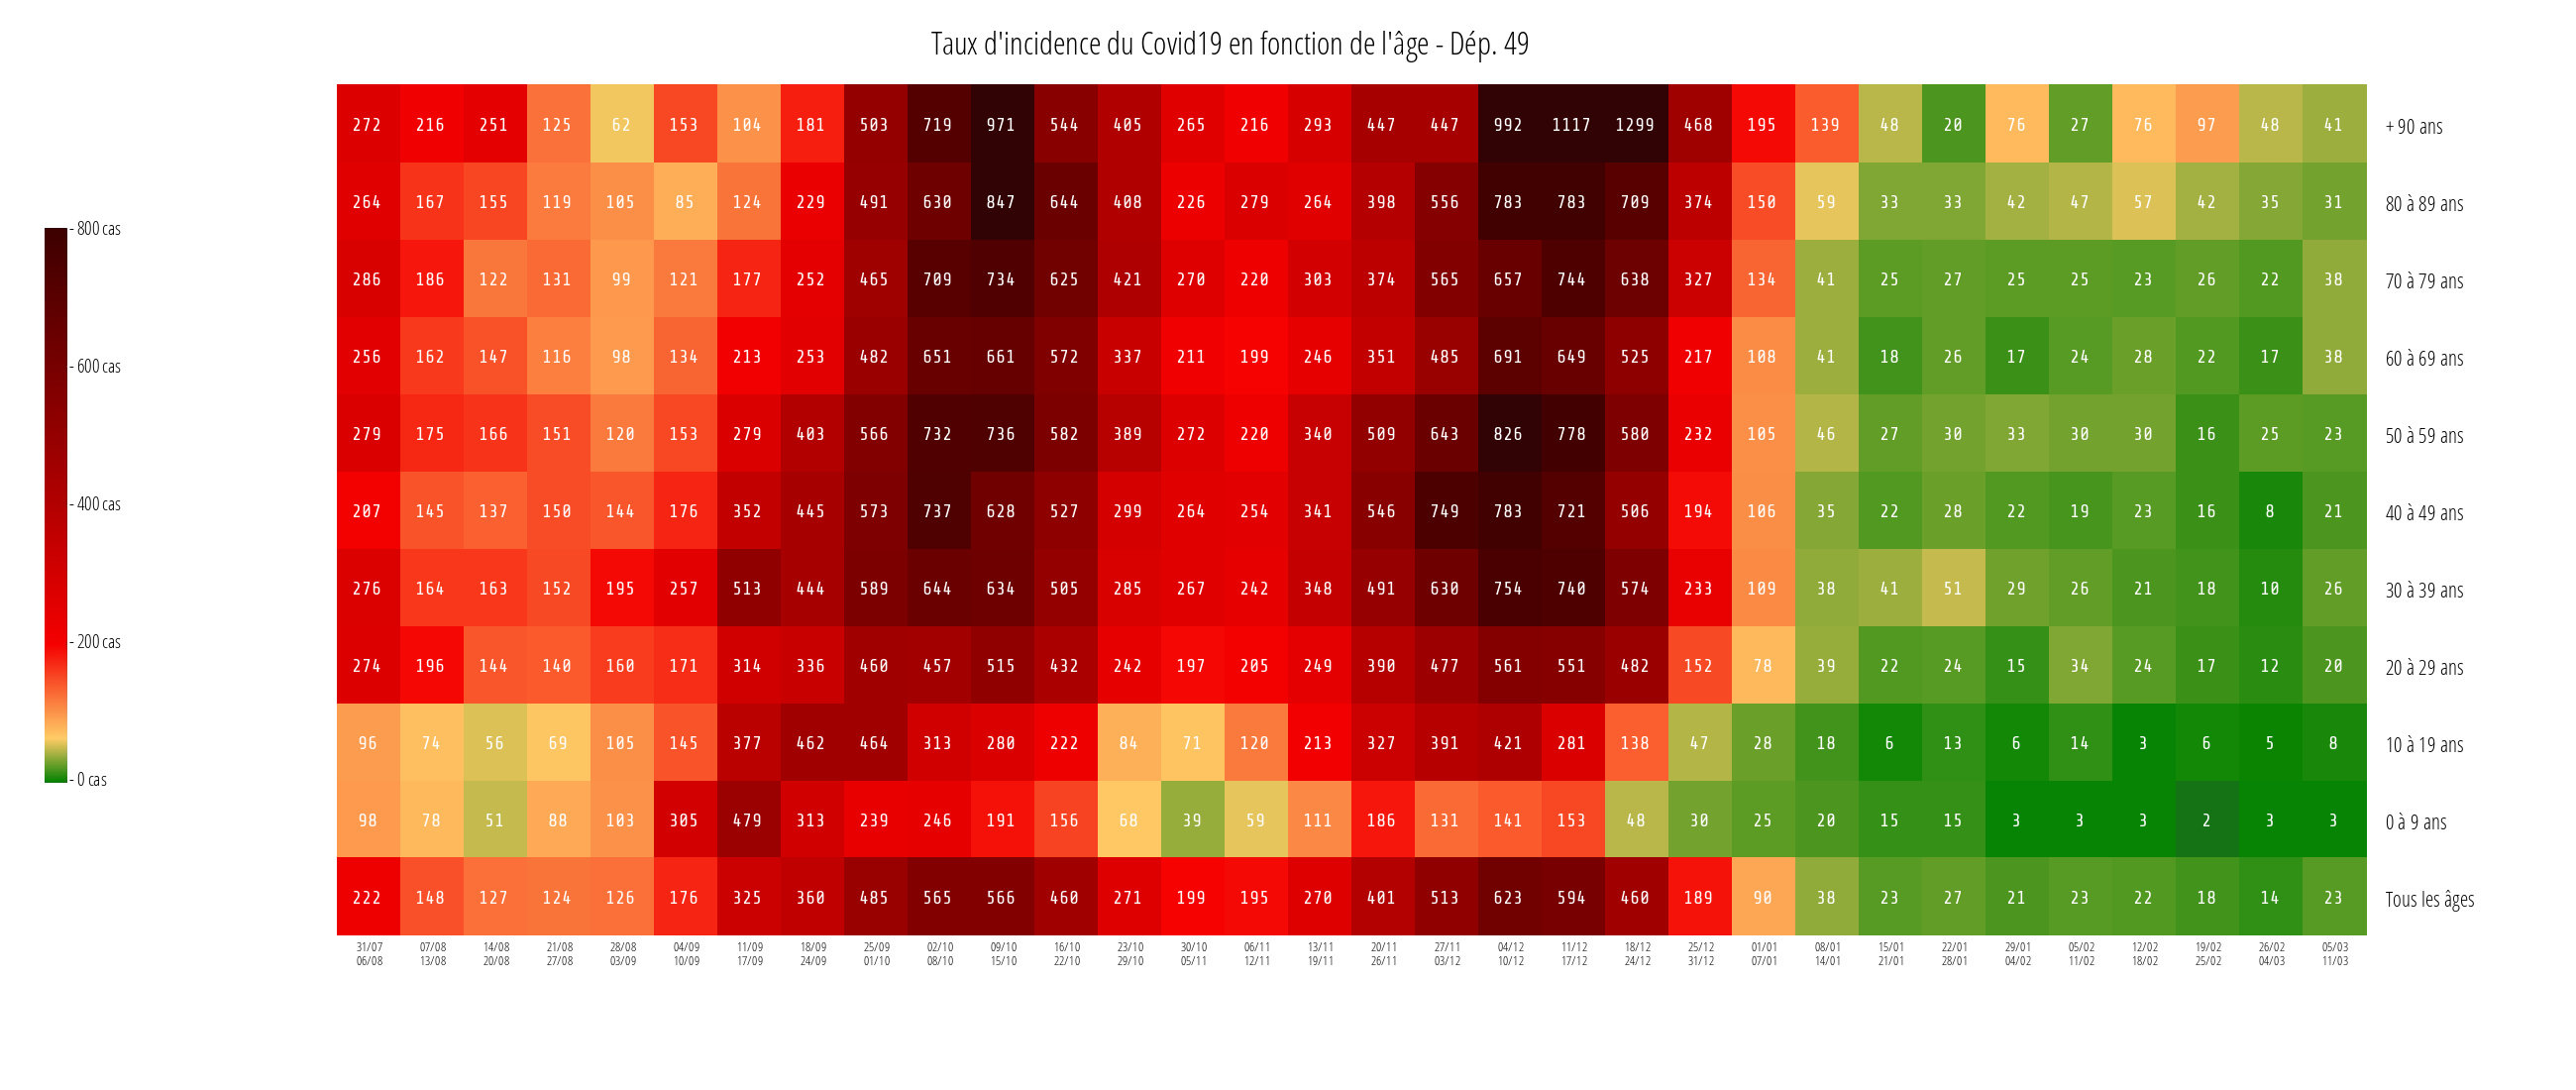 Taux d'incidence du Covid19 en fonction de l'âge - Dép. 49
- 800 cas
- 600 cas
- 400 cas
- 200 cas
- 0 cas
272 216 251 125 62 153 104 181 503 719 971 544 405 265 216 293 447 447 992 1117 1299 468 195 139 48 20 76 27 76 97 48 41 + 90 ans
264 167 155 119 105 85 124 229 491 630 847 644 408 226 279 264 398 556 783 783 709 374 150 59 33 33 42 47 57 42 35 31 80 à 89 ans
286 186 122 131 99 121 177 252 465 709 734 625 421 270 220 303 374 565 657 744 638 327 134 41 25 27 25 25 23 26 22 38 70 à 79 ans
256 162 147 116 98 134 213 253 482 651 661 572 337 211 199 246 351 485 691 649 525 217 108 41 18 26 17 24 28 22 17 38 60 à 69 ans
279 175 166 151 120 153 279 403 566 732 736 582 389 272 220 340 509 643 826 778 580 232 105 46 27 30 33 30 30 16 25 23 50 à 59 ans
207 145 137 150 144 176 352 445 573 737 628 527 299 264 254 341 546 749 783 721 506 194 106 35 22 28 22 19 23 16 8 21 40 à 49 ans
276 164 163 152 195 257 513 444 589 644 634 505 285 267 242 348 491 630 754 740 574 233 109 38 41 51 29 26 21 18 10 26 30 à 39 ans
274 196 144 140 160 171 314 336 460 457 515 432 242 197 205 249 390 477 561 551 482 152 78 39 22 24 15 34 24 17 12 20 20 à 29 ans
96 74 56 69 105 145 377 462 464 313 280 222 84 71 120 213 327 391 421 281 138 47 28 18 6 13 6 14 3 6 5 8 10 à 19 ans
98 78 51 88 103 305 479 313 239 246 191 156 68 39 59 111 186 131 141 153 48 30 25 20 15 15 3 3 3 2 3 3 0 à 9 ans
222 148 127 124 126 176 325 360 485 565 566 460 271 199 195 270 401 513 623 594 460 189 90 38 23 27 21 23 22 18 14 23 Tous les âges
31/07 07/08 14/08 21/08 28/08 04/09 11/09 18/09 25/09 02/10 09/10 16/10 23/10 30/10 06/11 13/11 20/11 27/11 04/12 11/12 18/12 25/12 01/01 08/01 15/01 22/01 29/01 05/02 12/02 19/02 26/02 05/03
06/08 13/08 20/08 27/08 03/09 10/09 17/09 24/09 01/10 08/10 15/10 22/10 29/10 05/11 12/11 19/11 26/11 03/12 10/12 17/12 24/12 31/12 07/01 14/01 21/01 28/01 04/02 11/02 18/02 25/02 04/03 11/03